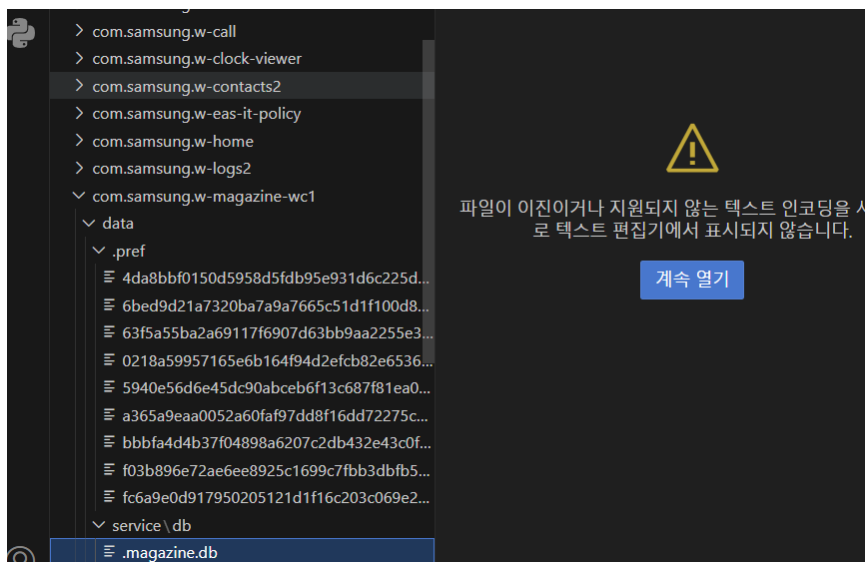 com.samsung.w-call
com.samsung.w-clock-viewer
com.samsung.w-contacts2
com.samsung.w-eas-it-policy
com.samsung.w-home
com.samsung.w-logs2
com.samsung.w-magazine-wc1
data
.pref
4da8bbf0150d5958d5fdb95e931d6c225d...
6bed9d21a7320ba7a9a7665c51d1f100d8...
63f5a55ba2a69117f6907d63bb9aa2255e3...
0218a59957165e6b164f94d2efcb82e6536...
5940e56d6e45dc90abceb6f13c687f81ea0...
a365a9eaa0052a60faf97dd8f16dd72275c...
bbbfa4d4b37f04898a6207c2db432e43c0f...
f03b896e72ae6ee8925c1699c7fbb3dbfb5...
fc6a9e0d917950205121d1f16c203c069e2...
service\db
.magazine.db
파일이 이진이거나 지원되지 않는 텍스트 인코딩을
로 텍스트 편집기에서 표시되지 않습니다.
계속 열기